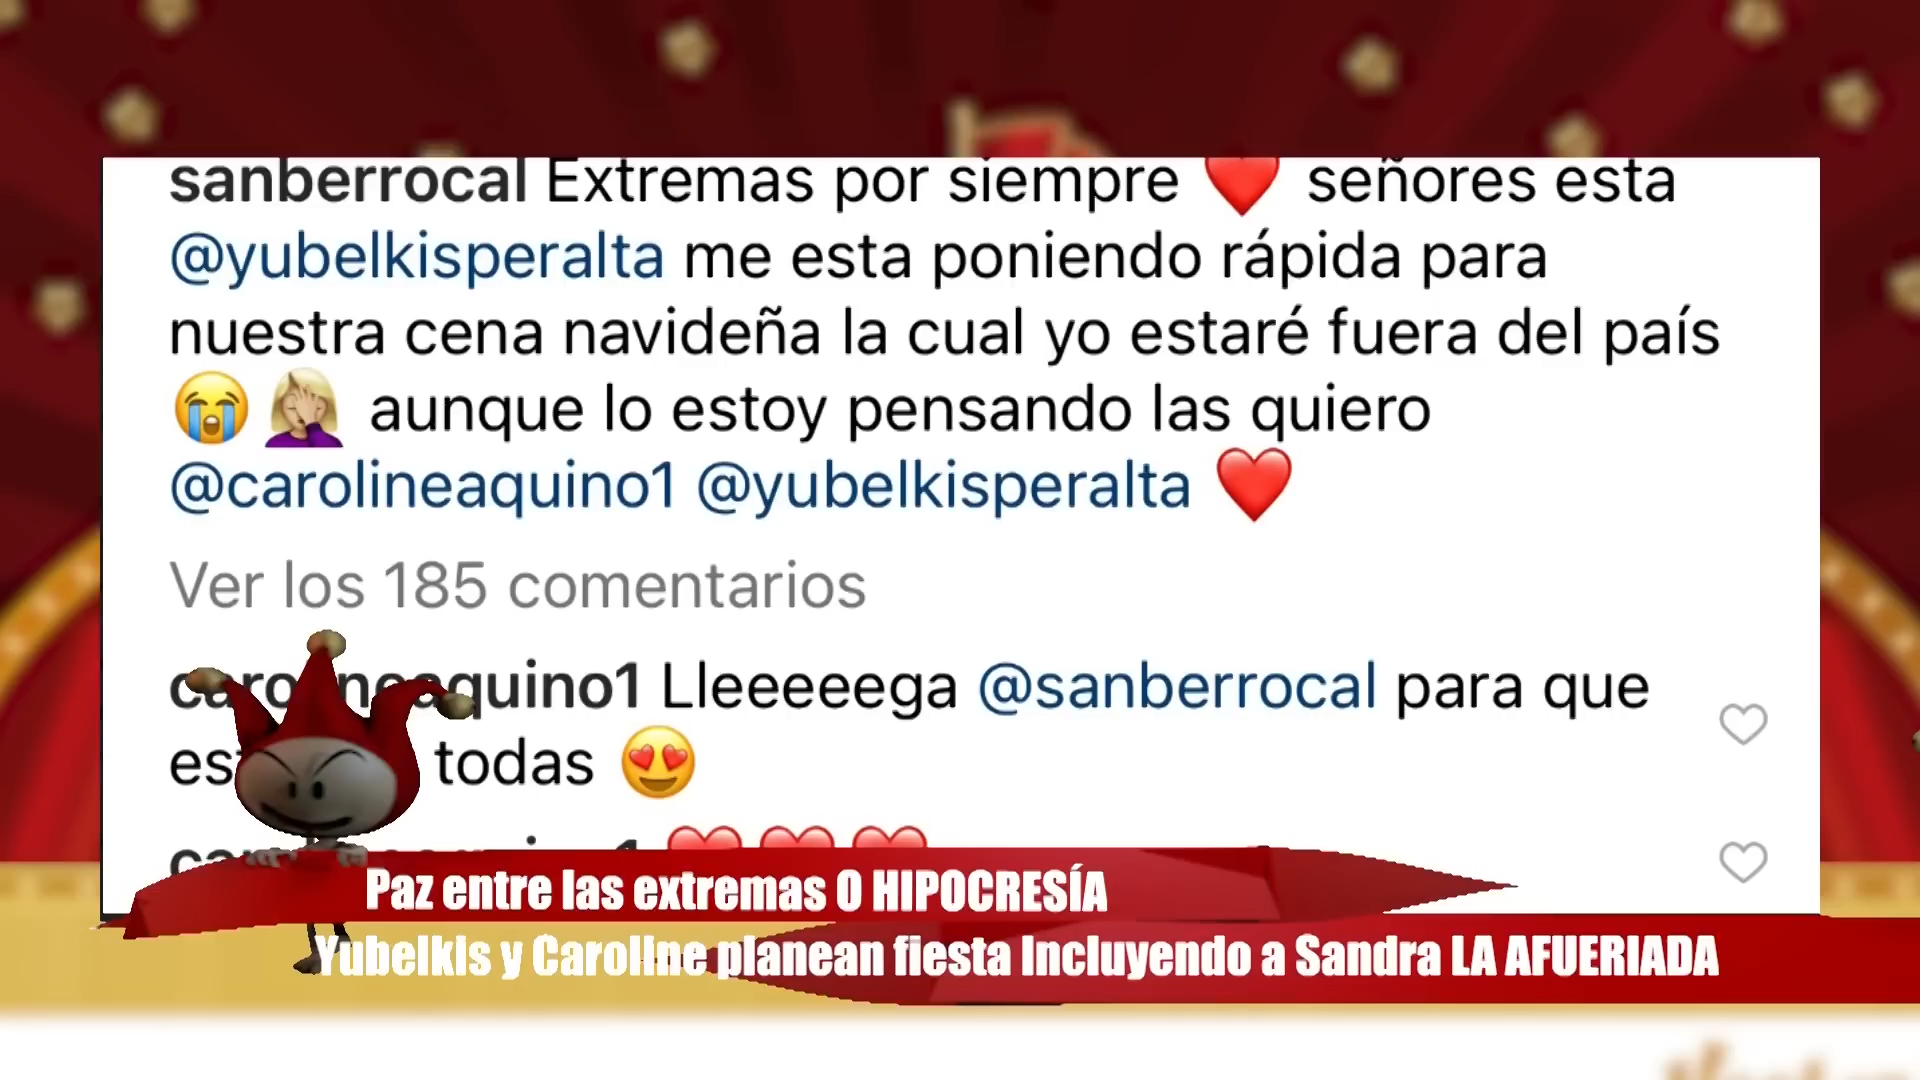 sanberrocal Extremas por siempre ❤️ señores esta
@yubelkisperalta me esta poniendo rápida para
nuestra cena navideña la cual yo estaré fuera del país
😭🤦🏼‍♀️ aunque lo estoy pensando las quiero
@carolineaquino1 @yubelkisperalta ❤️
Ver los 185 comentarios
carolineaquino1 Lleeeeega @sanberrocal para que
todas 😍
Paz entre las extremas O HIPOCRESÍA
Yubelkis y Caroline planean fiesta Incluyendo a Sandra LA AFUERIADA